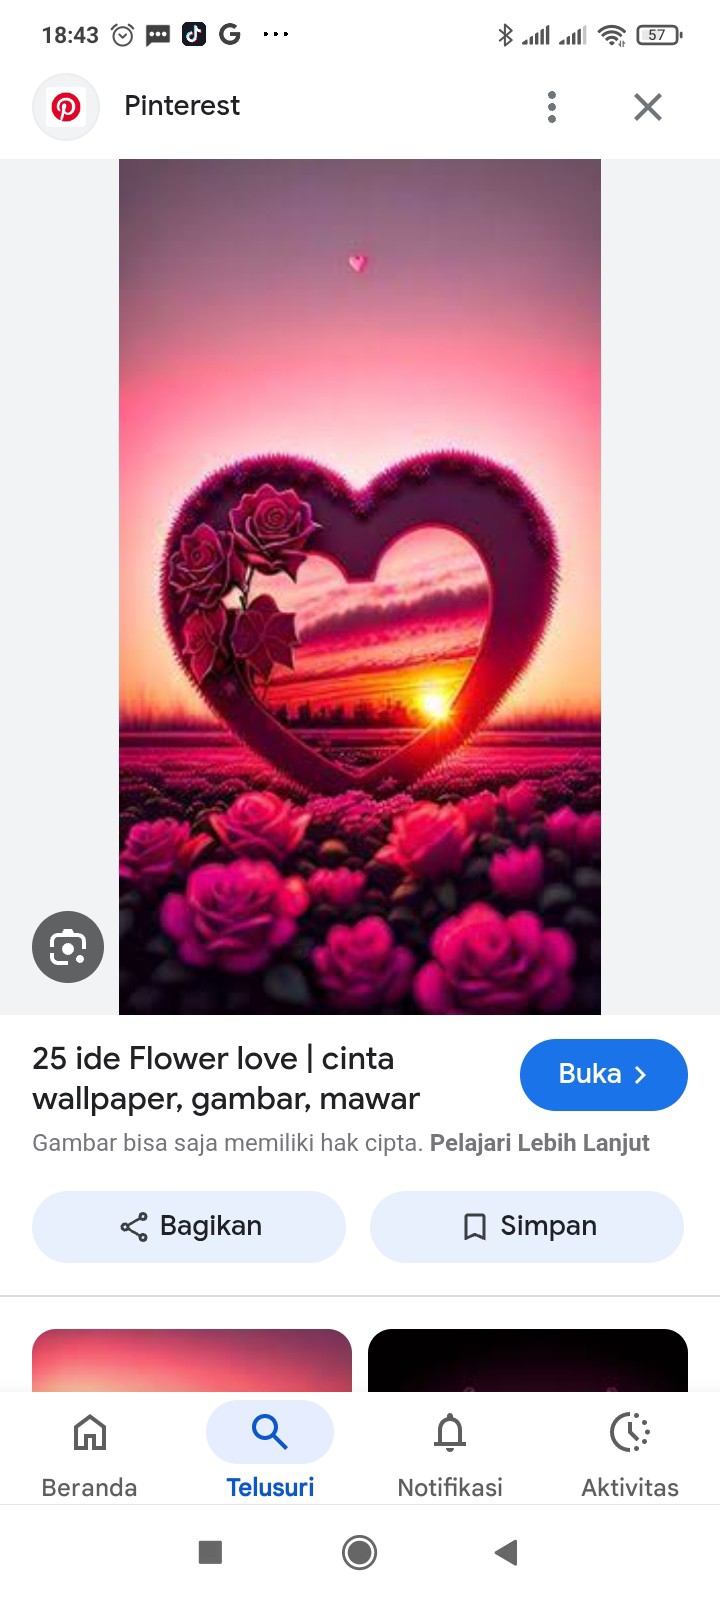 18:43
57
Pinterest
25 ide Flower love | cinta
wallpaper, gambar, mawar
Buka
Gambar bisa saja memiliki hak cipta. Pelajari Lebih Lanjut
Bagikan
Simpan
Beranda
Telusuri
Notifikasi
Aktivitas